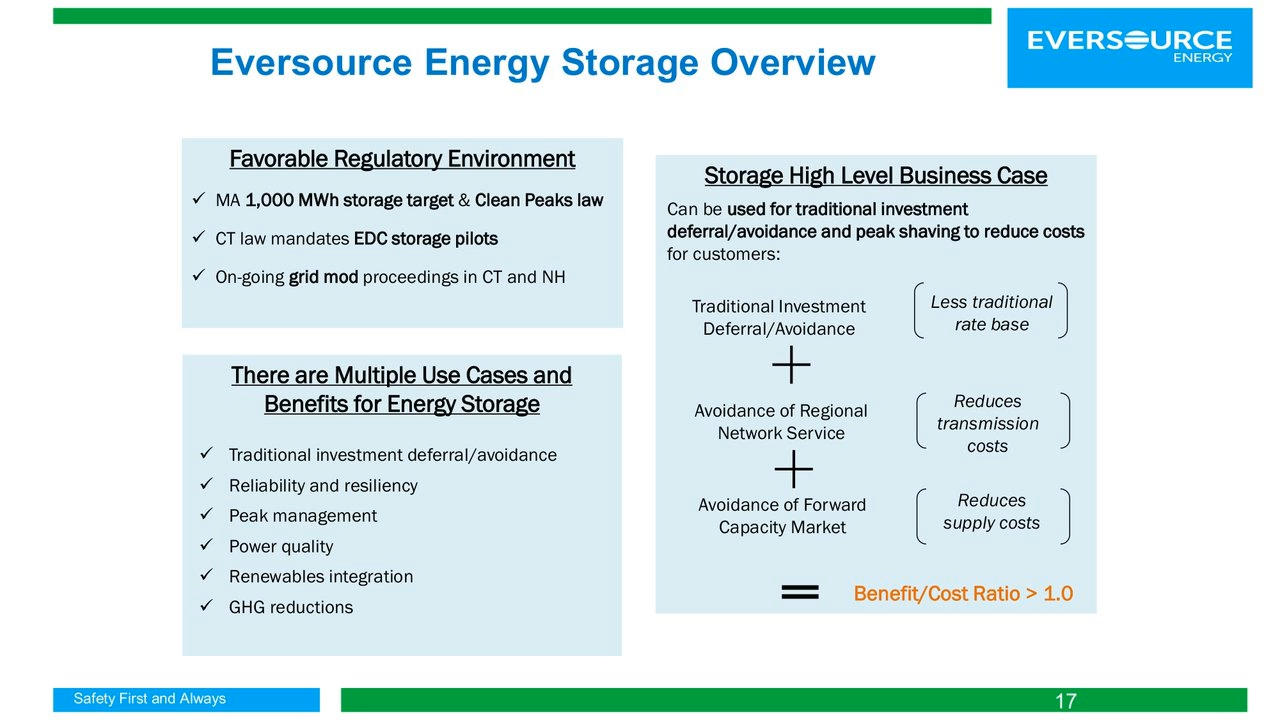 EVERSOURCE
ENERGY
Eversource Energy Storage Overview
Favorable Regulatory Environment
✓ MA 1,000 MWh storage target & Clean Peaks law
✓ CT law mandates EDC storage pilots
✓ On-going grid mod proceedings in CT and NH
There are Multiple Use Cases and
Benefits for Energy Storage
✓ Traditional investment deferral/avoidance
✓ Reliability and resiliency
✓ Peak management
✓ Power quality
✓ Renewables integration
✓ GHG reductions
Storage High Level Business Case
Can be used for traditional investment
deferral/avoidance and peak shaving to reduce costs
for customers:
Traditional Investment
Deferral/Avoidance
Less traditional
rate base
+
Avoidance of Regional
Network Service
Reduces
transmission
costs
+
Avoidance of Forward
Capacity Market
Reduces
supply costs
= Benefit/Cost Ratio > 1.0
Safety First and Always
17